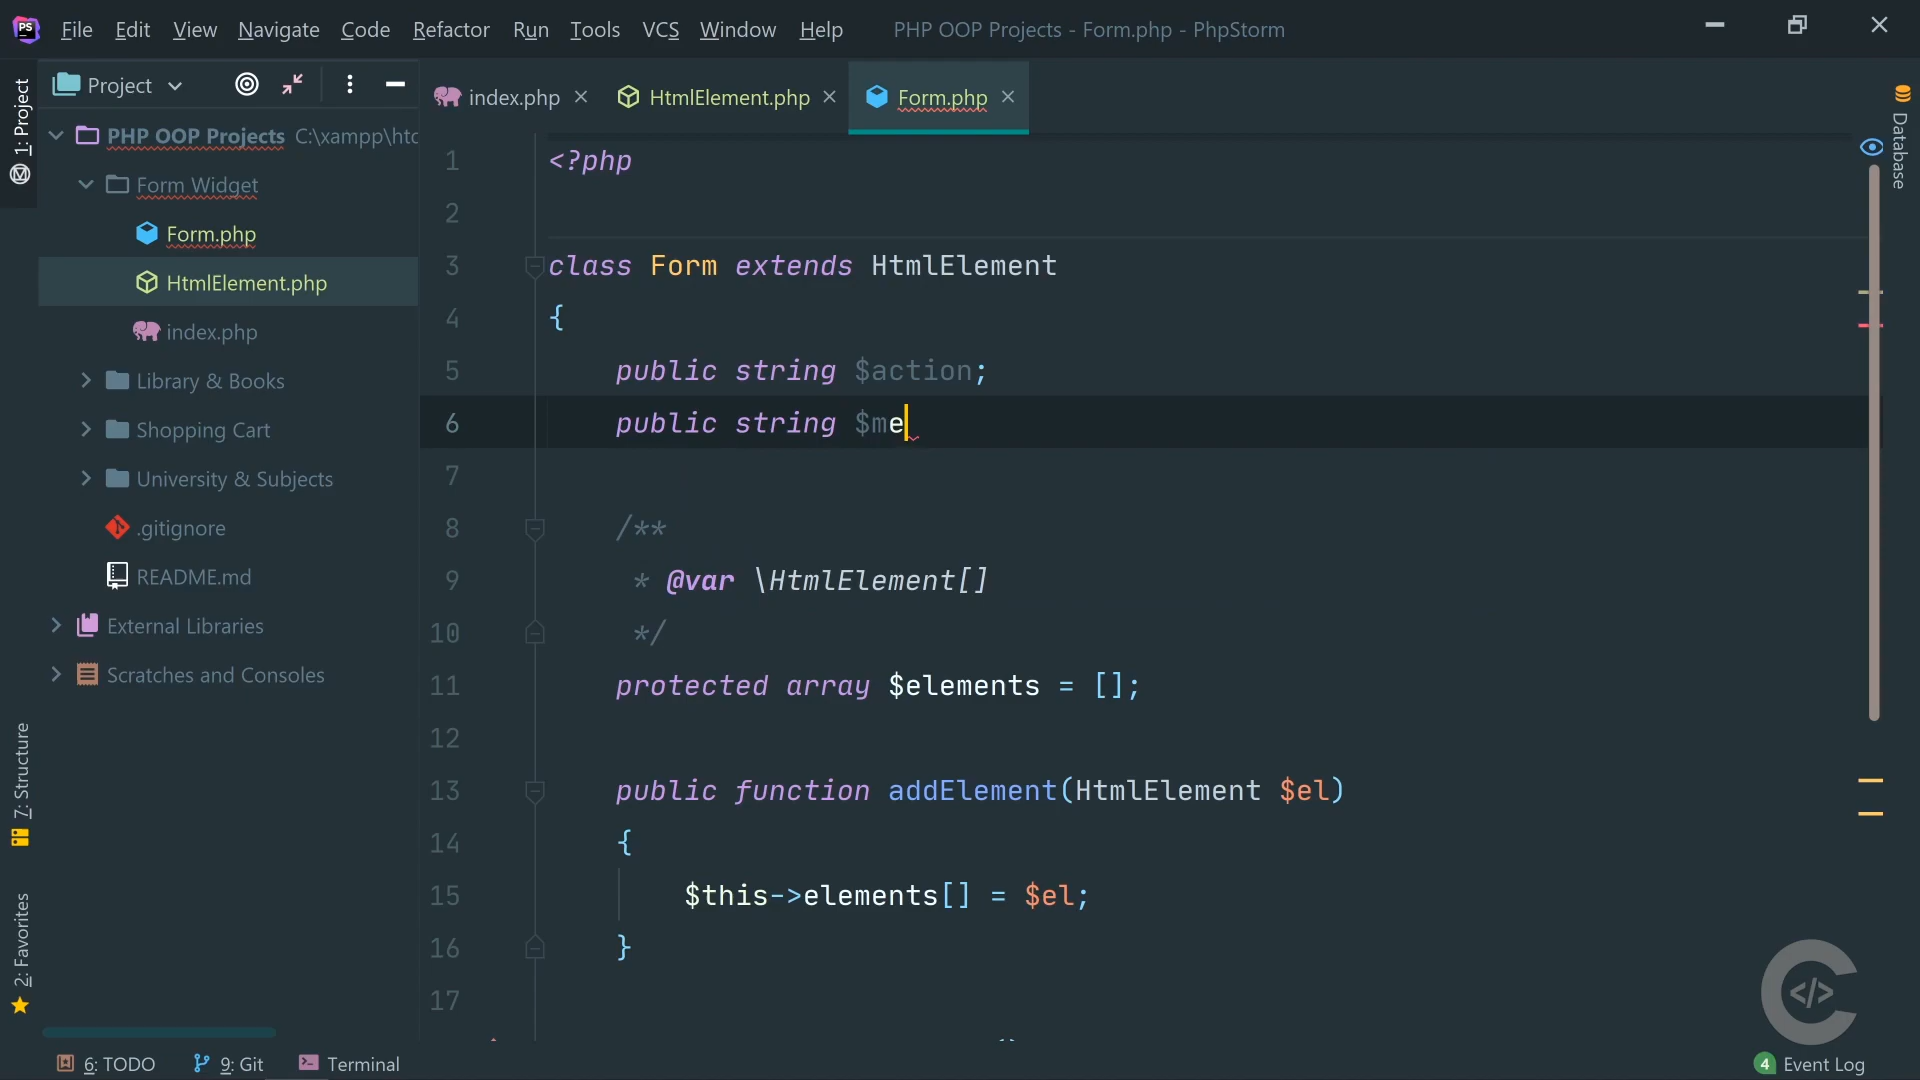 PS File Edit View Navigate Code Refactor Run Tools VCS Window Help PHP OOP Projects - Form.php - PhpStorm
1: Project
Project
PHP OOP Projects C:\xampp\htc
Form Widget
Form.php
HtmlElement.php
index.php
Library & Books
Shopping Cart
University & Subjects
.gitignore
README.md
External Libraries
Scratches and Consoles
7: Structure
2: Favorites
index.php HtmlElement.php Form.php
1 <?php
2
3 class Form extends HtmlElement
4 {
5 public string $action;
6 public string $me
7
8 /**
9 * @var \HtmlElement[]
10 */
11 protected array $elements = [];
12
13 public function addElement(HtmlElement $el)
14 {
15 $this->elements[] = $el;
16 }
17
Database
</>
6: TODO 9: Git Terminal 4 Event Log